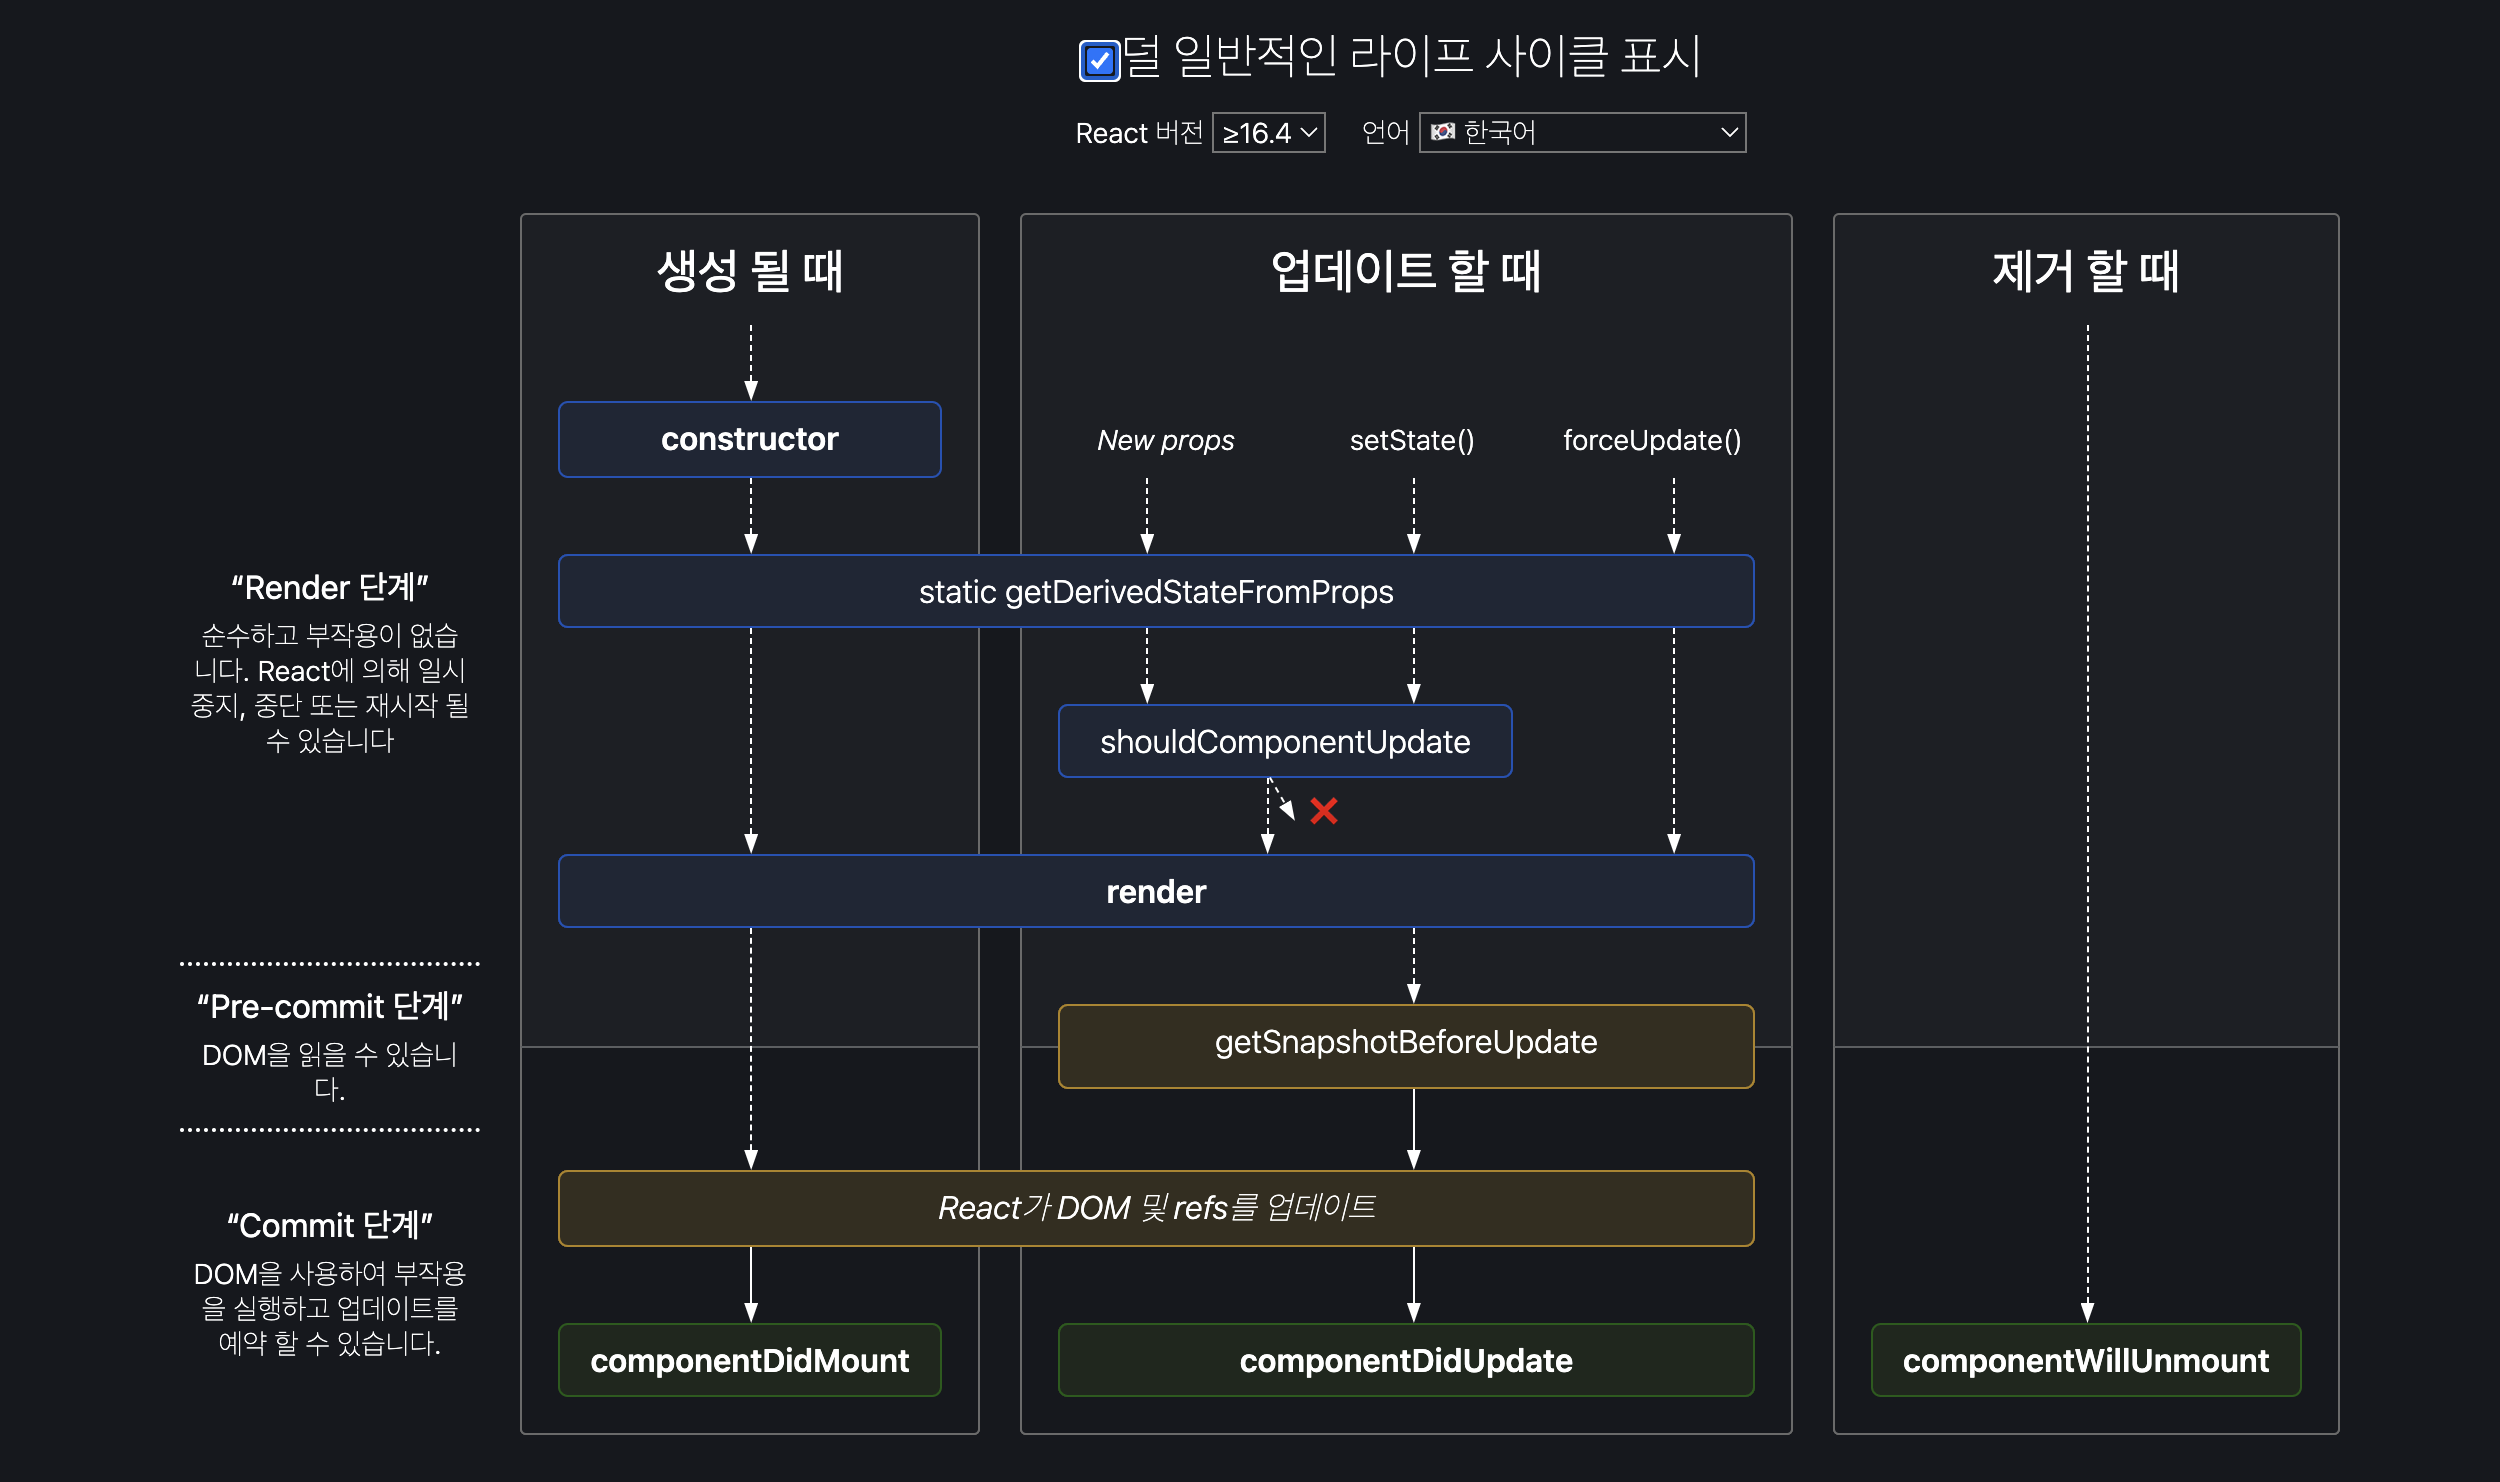 덜 일반적인 라이프 사이클 표시
React 버전 ≥16.4 언어 🇰🇷 한국어
생성 될 때
업데이트 할 때
제거 할 때
constructor
New props
setState()
forceUpdate()
static getDerivedStateFromProps
shouldComponentUpdate
render
getSnapshotBeforeUpdate
React가 DOM 및 refs를 업데이트
componentDidMount
componentDidUpdate
componentWillUnmount
“Render 단계”
순수하고 부작용이 없습
니다. React에 의해 일시
중지, 중단 또는 재시작 될
수 있습니다
“Pre-commit 단계”
DOM을 읽을 수 있습니
다.
“Commit 단계”
DOM을 사용하여 부작용
을 실행하고 업데이트를
예약 할 수 있습니다.